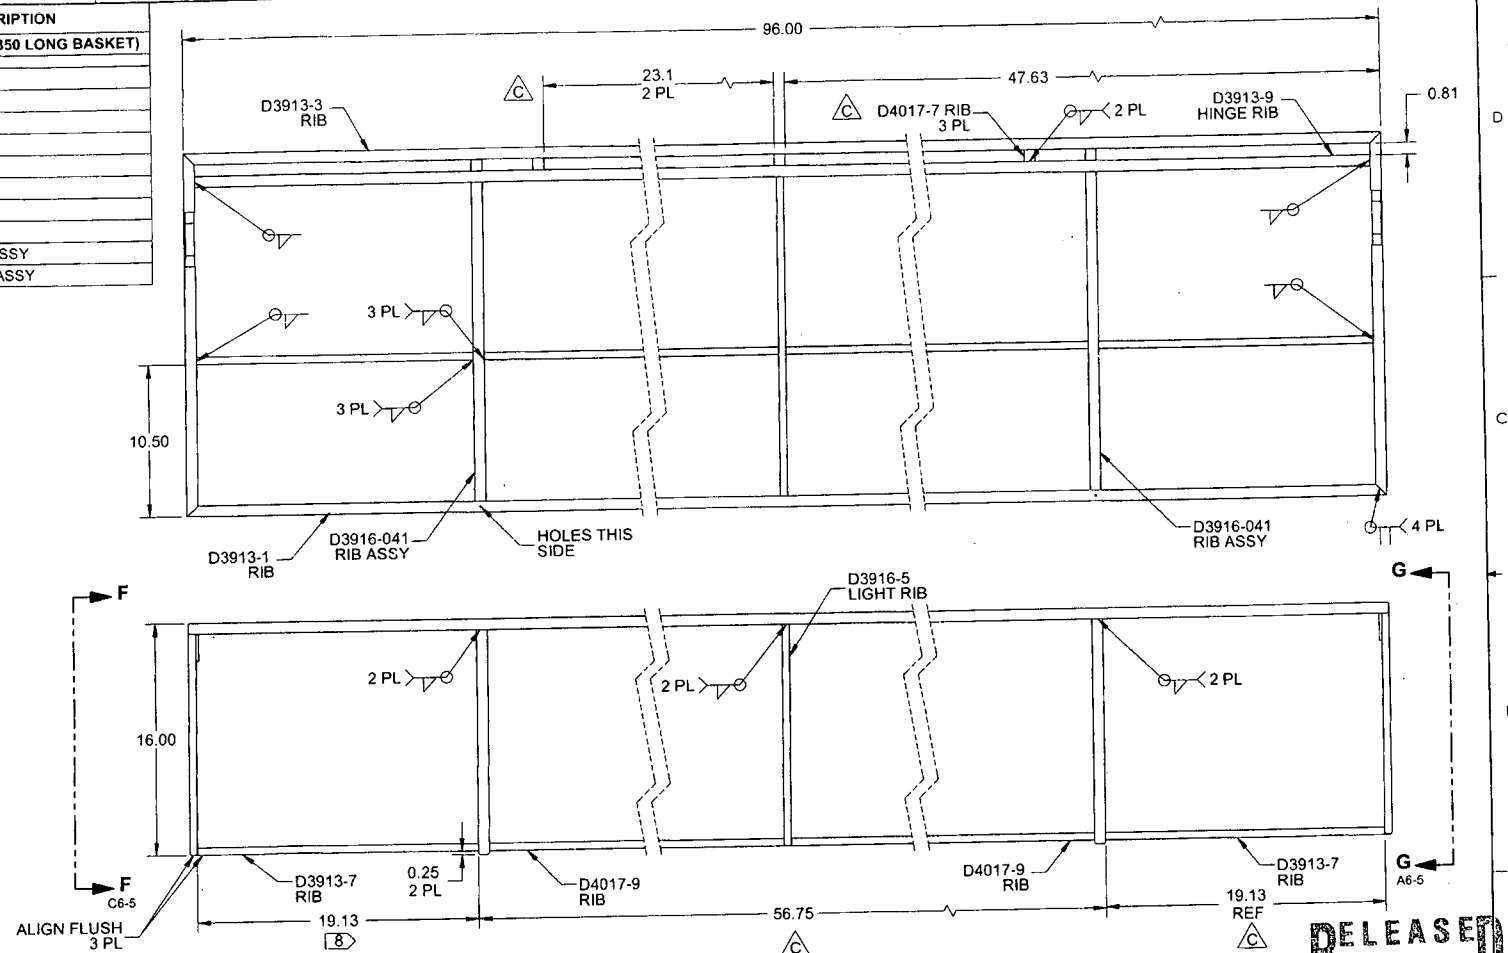 RIPTION
350 LONG BASKET)
SSY
ASSY
96.00
C
23.1
2 PL
47.63
C
D3913-3
RIB
D4017-7 RIB
3 PL
2 PL
D3913-9
HINGE RIB
0.81
D
3 PL
3 PL
10.50
C
D3913-1
RIB
D3916-041
RIB ASSY
HOLES THIS
SIDE
D3916-041
RIB ASSY
4 PL
F
G
D3916-5
LIGHT RIB
2 PL
2 PL
2 PL
16.00
F
C6-5
ALIGN FLUSH
3 PL
D3913-7
RIB
0.25
2 PL
D4017-9
RIB
D4017-9
RIB
D3913-7
RIB
G
A6-5
19.13
8
56.75
C
19.13
REF
C
RELEASED